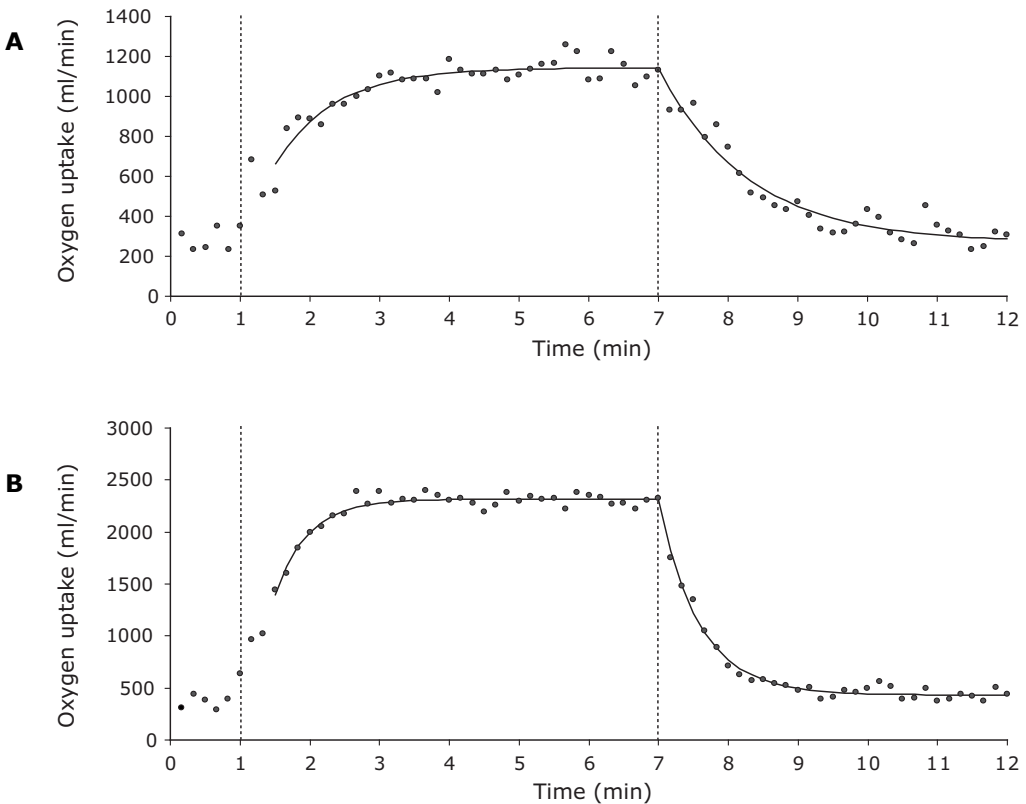 A
Oxygen uptake (ml/min)
1400
1200
1000
800
600
400
200
0
0 1 2 3 4 5 6 7 8 9 10 11 12
Time (min)
B
Oxygen uptake (ml/min)
3000
2500
2000
1500
1000
500
0
0 1 2 3 4 5 6 7 8 9 10 11 12
Time (min)